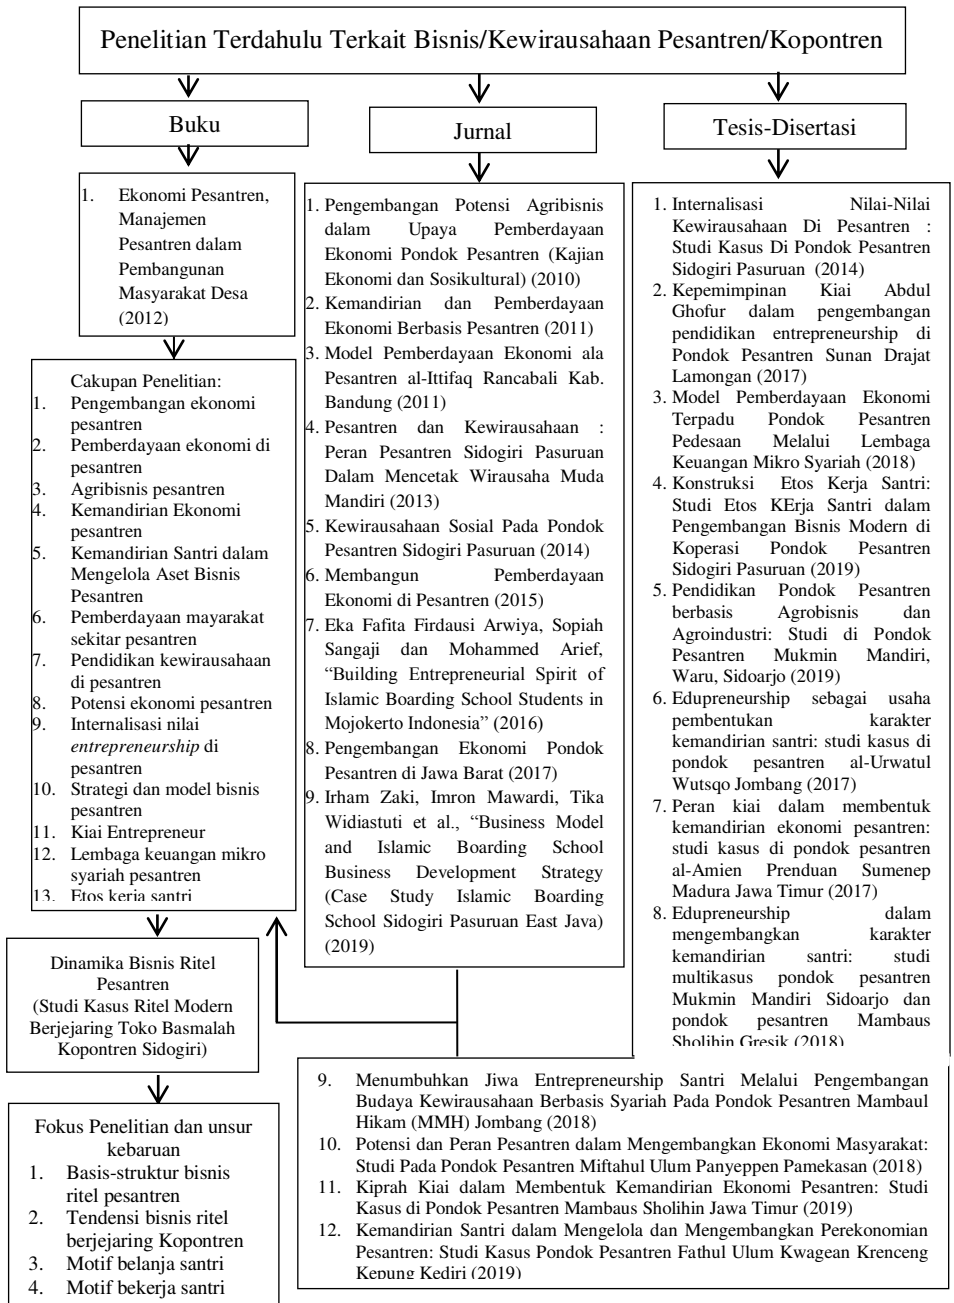 Penelitian Terdahulu Terkait Bisnis/Kewirausahaan Pesantren/Kopontren
Buku
1. Ekonomi Pesantren,
Manajemen
Pesantren dalam
Pembangunan
Masyarakat Desa
(2012)
Cakupan Penelitian:
1. Pengembangan ekonomi
pesantren
2. Pemberdayaan ekonomi di
pesantren
3. Agribisnis pesantren
4. Kemandirian Ekonomi
pesantren
5. Kemandirian Santri dalam
Mengelola Aset Bisnis
Pesantren
6. Pemberdayaan mayarakat
sekitar pesantren
7. Pendidikan kewirausahaan
di pesantren
8. Potensi ekonomi pesantren
9. Internalisasi nilai
entrepreneurship di
pesantren
10. Strategi dan model bisnis
pesantren
11. Kiai Entrepreneur
12. Lembaga keuangan mikro
syariah pesantren
13. Etos kerja santri
Dinamika Bisnis Ritel
Pesantren
(Studi Kasus Ritel Modern
Berjejaring Toko Basmalah
Kopontren Sidogiri)
Fokus Penelitian dan unsur
kebaruan
1. Basis-struktur bisnis
ritel pesantren
2. Tendensi bisnis ritel
berjejaring Kopontren
3. Motif belanja santri
4. Motif bekerja santri
Jurnal
1. Pengembangan Potensi Agribisnis
dalam Upaya Pemberdayaan
Ekonomi Pondok Pesantren (Kajian
Ekonomi dan Sosikultural) (2010)
2. Kemandirian dan Pemberdayaan
Ekonomi Berbasis Pesantren (2011)
3. Model Pemberdayaan Ekonomi ala
Pesantren al-Ittifaq Rancabali Kab.
Bandung (2011)
4. Pesantren dan Kewirausahaan :
Peran Pesantren Sidogiri Pasuruan
Dalam Mencetak Wirausaha Muda
Mandiri (2013)
5. Kewirausahaan Sosial Pada Pondok
Pesantren Sidogiri Pasuruan (2014)
6. Membangun Pemberdayaan
Ekonomi di Pesantren (2015)
7. Eka Fafita Firdausi Arwiya, Sopiah
Sangaji dan Mohammed Arief,
“Building Entrepreneurial Spirit of
Islamic Boarding School Students in
Mojokerto Indonesia” (2016)
8. Pengembangan Ekonomi Pondok
Pesantren di Jawa Barat (2017)
9. Irham Zaki, Imron Mawardi, Tika
Widiastuti et al., “Business Model
and Islamic Boarding School
Business Development Strategy
(Case Study Islamic Boarding
School Sidogiri Pasuruan East Java)
(2019)
Tesis-Disertasi
1. Internalisasi Nilai-Nilai
Kewirausahaan Di Pesantren :
Studi Kasus Di Pondok Pesantren
Sidogiri Pasuruan (2014)
2. Kepemimpinan Kiai Abdul
Ghofur dalam pengembangan
pendidikan entrepreneurship di
Pondok Pesantren Sunan Drajat
Lamongan (2017)
3. Model Pemberdayaan Ekonomi
Terpadu Pondok Pesantren
Pedesaan Melalui Lembaga
Keuangan Mikro Syariah (2018)
4. Konstruksi Etos Kerja Santri:
Studi Etos KErja Santri dalam
Pengembangan Bisnis Modern di
Koperasi Pondok Pesantren
Sidogiri Pasuruan (2019)
5. Pendidikan Pondok Pesantren
berbasis Agrobisnis dan
Agroindustri: Studi di Pondok
Pesantren Mukmin Mandiri,
Waru, Sidoarjo (2019)
6. Edupreneurship sebagai usaha
pembentukan karakter
kemandirian santri: studi kasus di
pondok pesantren al-Urwatul
Wutsqo Jombang (2017)
7. Peran kiai dalam membentuk
kemandirian ekonomi pesantren:
studi kasus di pondok pesantren
al-Amien Prenduan Sumenep
Madura Jawa Timur (2017)
8. Edupreneurship dalam
mengembangkan karakter
kemandirian santri: studi
multikasus pondok pesantren
Mukmin Mandiri Sidoarjo dan
pondok pesantren Mambaus
Sholihin Gresik (2018)
9. Menumbuhkan Jiwa Entrepreneurship Santri Melalui Pengembangan
Budaya Kewirausahaan Berbasis Syariah Pada Pondok Pesantren Mambaul
Hikam (MMH) Jombang (2018)
10. Potensi dan Peran Pesantren dalam Mengembangkan Ekonomi Masyarakat:
Studi Pada Pondok Pesantren Miftahul Ulum Panyeppen Pamekasan (2018)
11. Kiprah Kiai dalam Membentuk Kemandirian Ekonomi Pesantren: Studi
Kasus di Pondok Pesantren Mambaus Sholihin Jawa Timur (2019)
12. Kemandirian Santri dalam Mengelola dan Mengembangkan Perekonomian
Pesantren: Studi Kasus Pondok Pesantren Fathul Ulum Kwagean Krenceng
Kepung Kediri (2019)